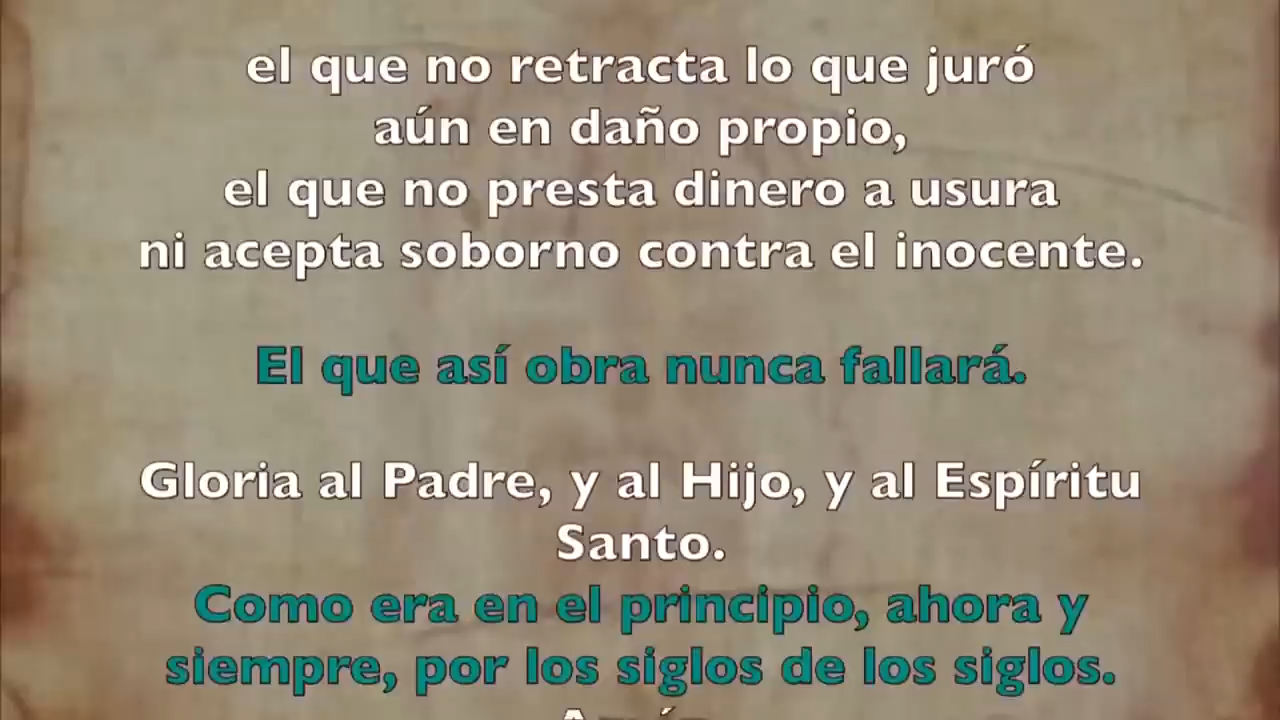 el que no retracta lo que juró
aún en daño propio,
el que no presta dinero a usura
ni acepta soborno contra el inocente.
El que así obra nunca fallará.
Gloria al Padre, y al Hijo, y al Espíritu
Santo.
Como era en el principio, ahora y
siempre, por los siglos de los siglos.